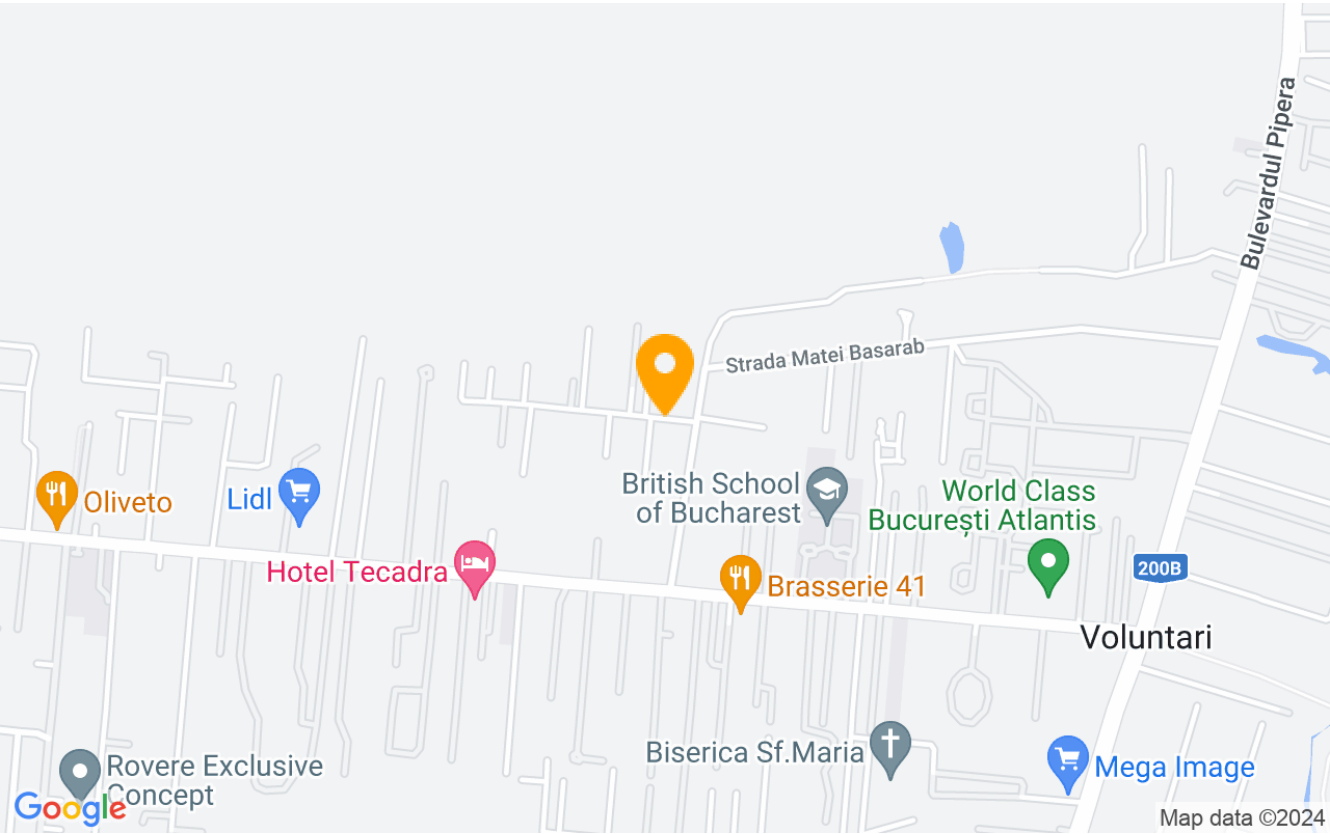 Bulevardul Pipera
Strada Matei Basarab
Oliveto
Lidl
British School
of Bucharest
World Class
București Atlantis
Hotel Tecadra
Brasserie 41
200B
Voluntari
Biserica Sf.Maria
Rovere Exclusive
Concept
Mega Image
Google
Map data ©2024